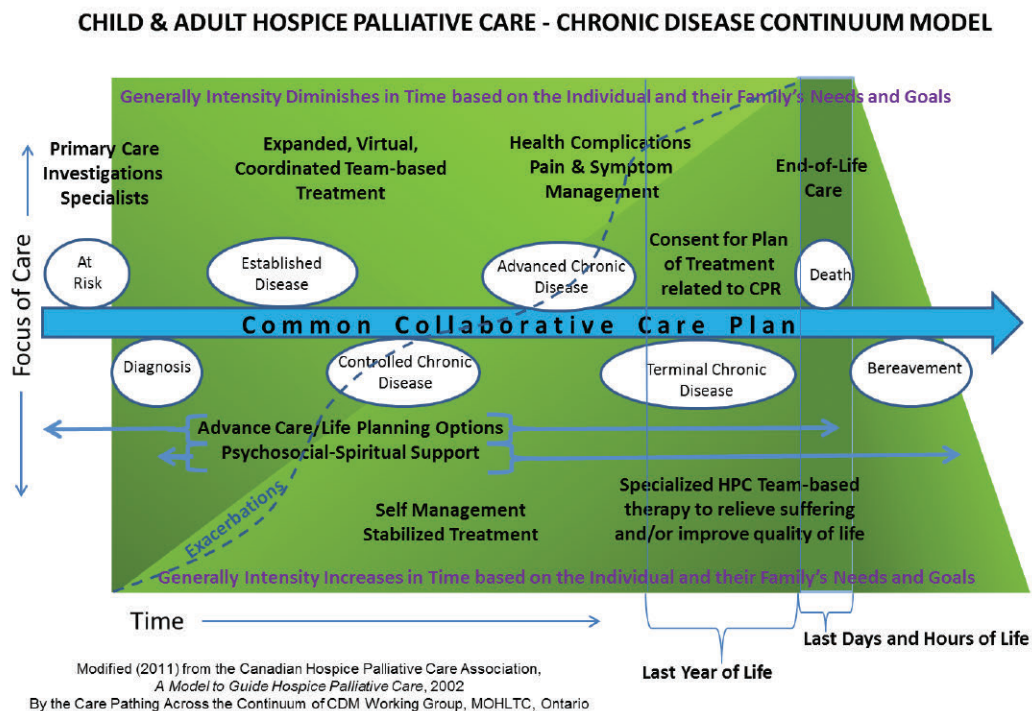 CHILD & ADULT HOSPICE PALLIATIVE CARE - CHRONIC DISEASE CONTINUUM MODEL
Generally Intensity Diminishes in Time based on the Individual and their Family's Needs and Goals
Primary Care
Investigations
Specialists
Expanded, Virtual,
Coordinated Team-based
Treatment
Health Complications
Pain & Symptom
Management
End-of-Life
Care
Focus of Care
At
Risk
Established
Disease
Advanced Chronic
Disease
Consent for Plan
of Treatment
related to CPR
Death
Common Collaborative Care Plan
Diagnosis
Controlled Chronic
Disease
Terminal Chronic
Disease
Bereavement
Advance Care/Life Planning Options
Psychosocial-Spiritual Support
Exacerbations
Self Management
Stabilized Treatment
Specialized HPC Team-based
therapy to relieve suffering
and/or improve quality of life
Generally Intensity Increases in Time based on the Individual and their Family's Needs and Goals
Time
Last Days and Hours of Life
Last Year of Life
Modified (2011) from the Canadian Hospice Palliative Care Association,
A Model to Guide Hospice Palliative Care, 2002
By the Care Pathing Across the Continuum of CDM Working Group, MOHLTC, Ontario